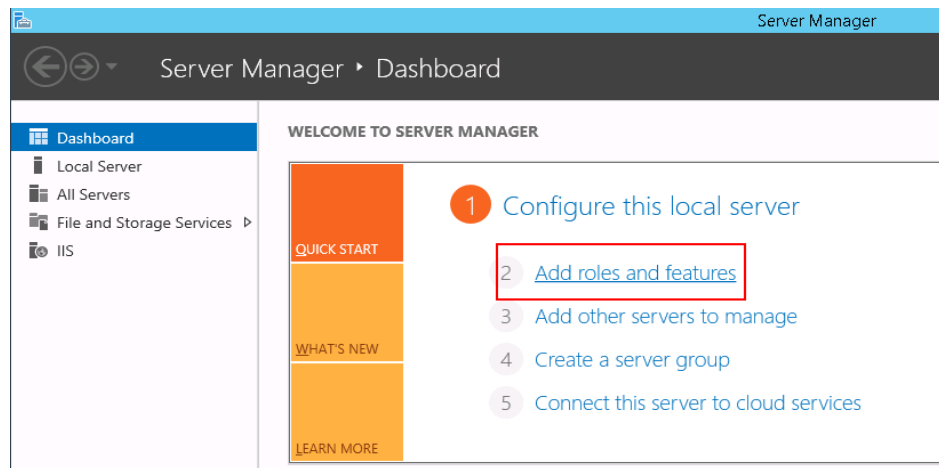 Server Manager
Server Manager • Dashboard
Dashboard
Local Server
All Servers
File and Storage Services
IIS
WELCOME TO SERVER MANAGER
QUICK START
WHAT'S NEW
LEARN MORE
1 Configure this local server
2 Add roles and features
3 Add other servers to manage
4 Create a server group
5 Connect this server to cloud services